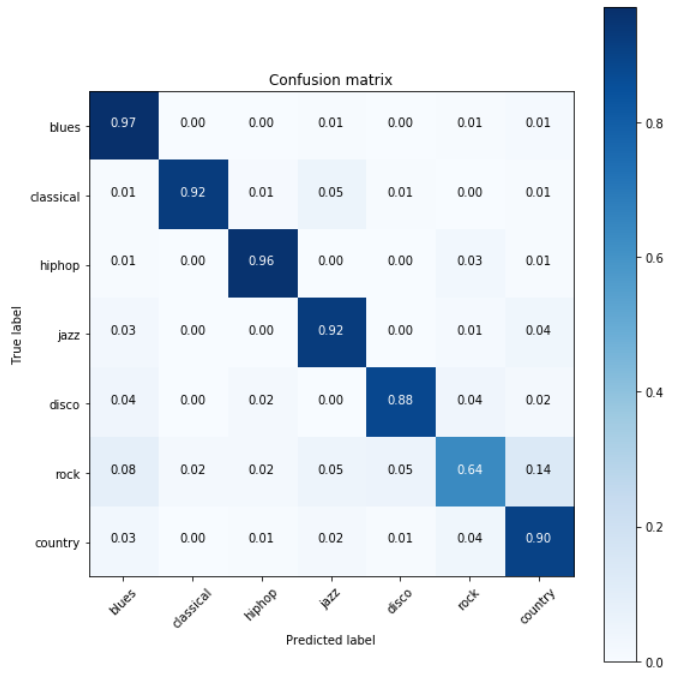 Confusion matrix
blues 0.97 0.00 0.00 0.01 0.00 0.01 0.01
classical 0.01 0.92 0.01 0.05 0.01 0.00 0.01
hiphop 0.01 0.00 0.96 0.00 0.00 0.03 0.01
jazz 0.03 0.00 0.00 0.92 0.00 0.01 0.04
disco 0.04 0.00 0.02 0.00 0.88 0.04 0.02
rock 0.08 0.02 0.02 0.05 0.05 0.64 0.14
country 0.03 0.00 0.01 0.02 0.01 0.04 0.90
blues classical hiphop jazz disco rock country
True label
Predicted label
0.8
0.6
0.4
0.2
0.0